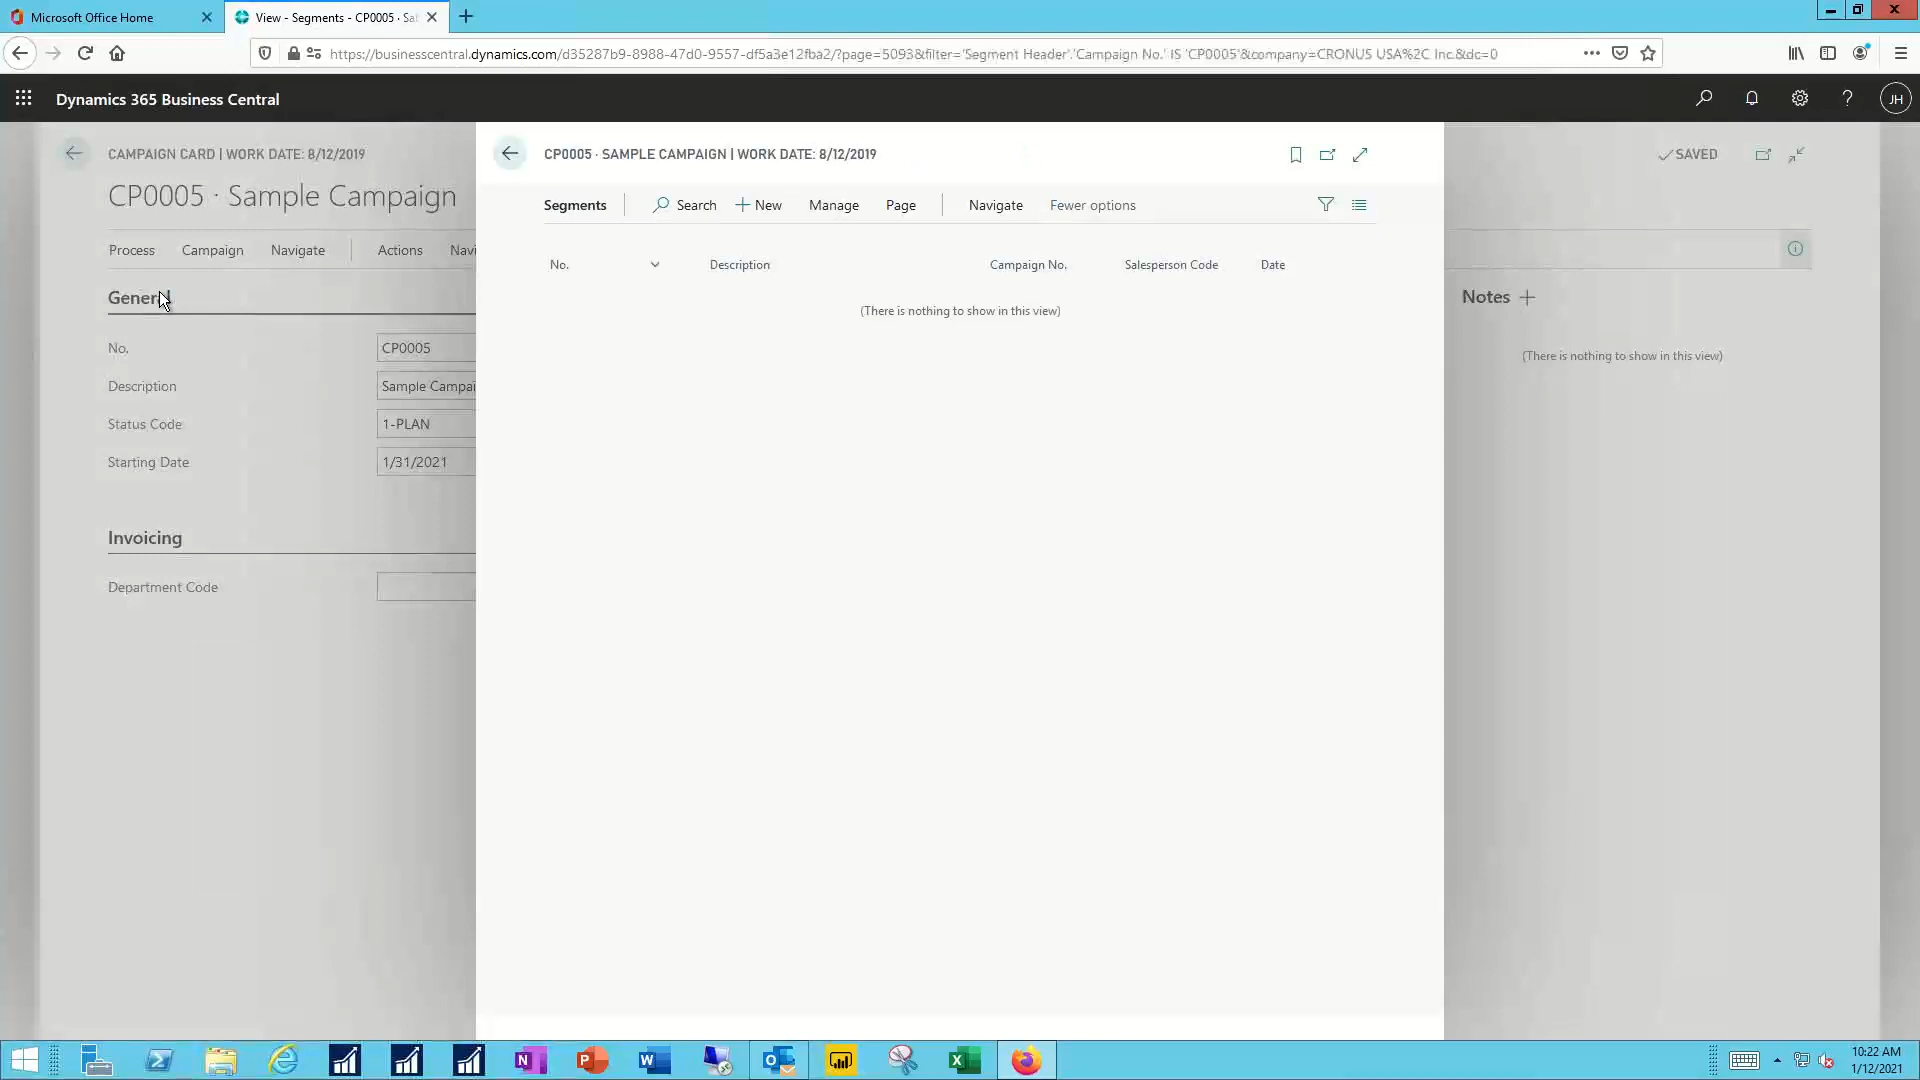 Microsoft Office Home
View - Segments - CP0005 · Sa
https://businesscentral.dynamics.com/d35287b9-8988-47d0-9557-df5a3e12fba2/?page=5093&filter='Segment Header'.'Campaign No.' IS 'CP0005'&company=CRONUS USA%2C Inc.&dc=0
Dynamics 365 Business Central
JH
CAMPAIGN CARD | WORK DATE: 8/12/2019
CP0005 · SAMPLE CAMPAIGN | WORK DATE: 8/12/2019
SAVED
CP0005 · Sample Campaign
Segments
Search
New
Manage
Page
Navigate
Fewer options
Process
Campaign
Navigate
Actions
Navi
No.
Description
Campaign No.
Salesperson Code
Date
General
Notes
(There is nothing to show in this view)
No.
CP0005
(There is nothing to show in this view)
Description
Sample Campai
Status Code
1-PLAN
Starting Date
1/31/2021
Invoicing
Department Code
10:22 AM
1/12/2021